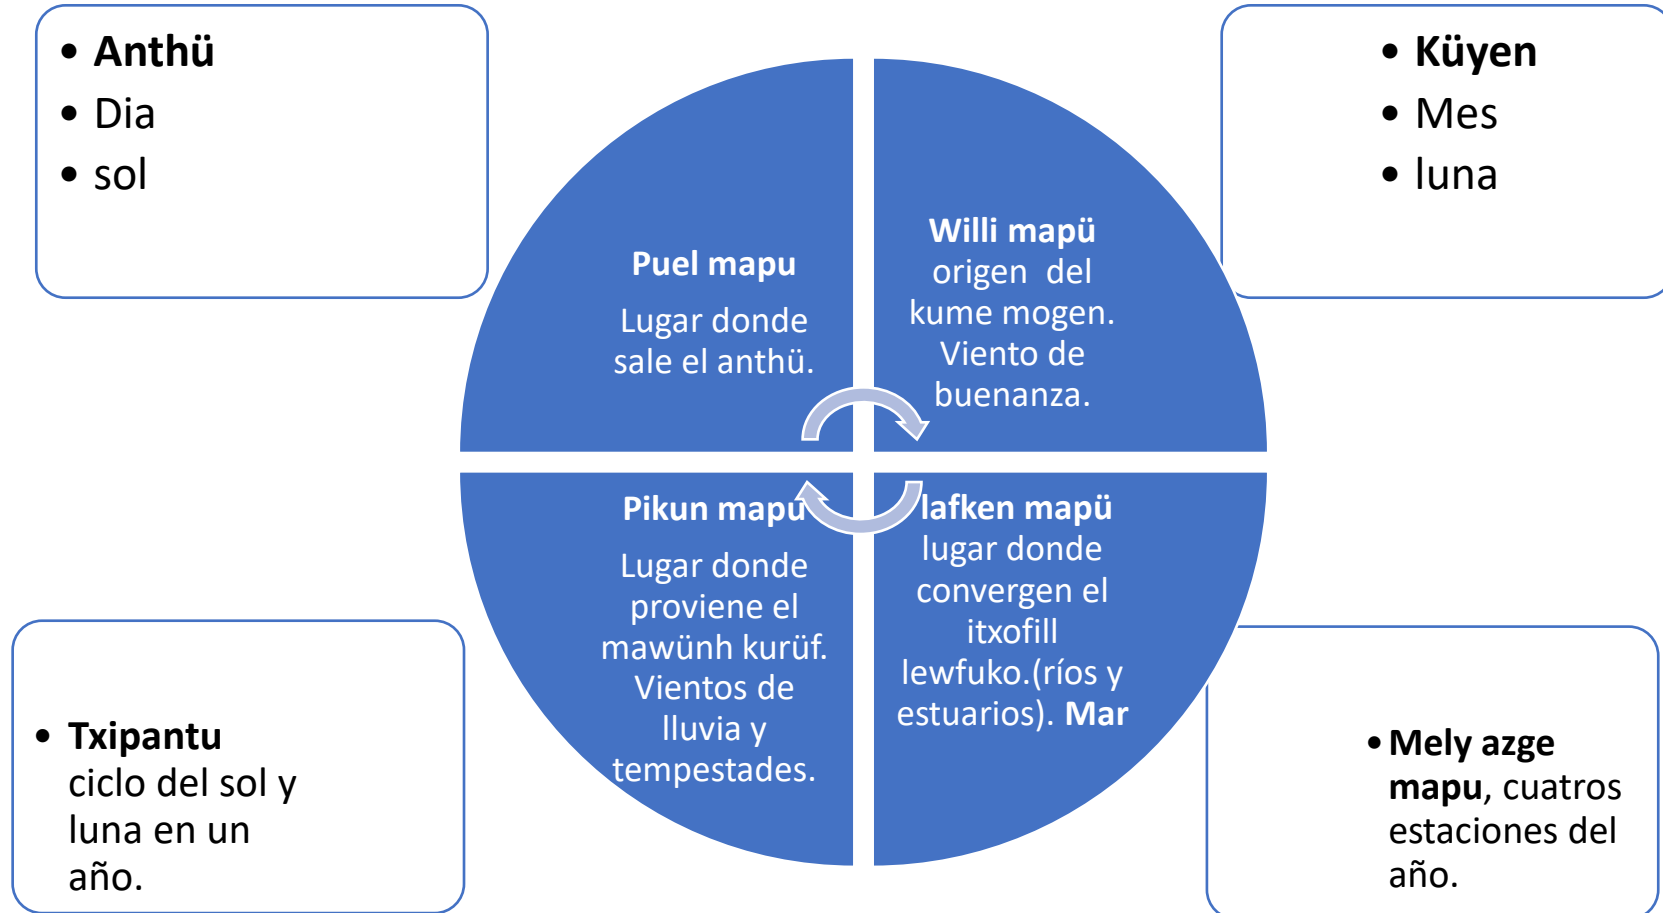 • Anthü
• Dia
• sol
• Küyen
• Mes
• luna
Puel mapu
Lugar donde
sale el anthü.
Willi mapü
origen del
kume mogen.
Viento de
buenanza.
Pikun mapu
Lugar donde
proviene el
mawünh kurüf.
Vientos de
lluvia y
tempestades.
lafken mapü
lugar donde
convergen el
itxofill
lewfuko.(ríos y
estuarios). Mar
• Txipantu
ciclo del sol y
luna en un
año.
• Mely azge
mapu, cuatros
estaciones del
año.